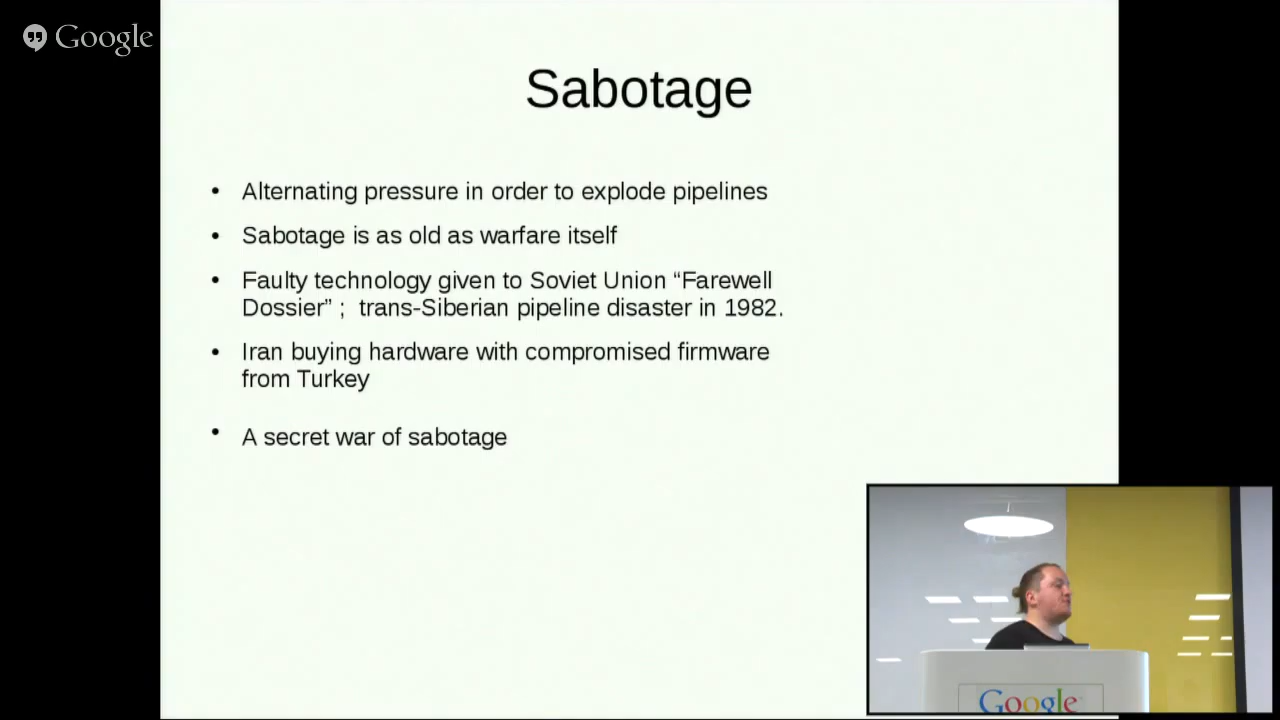 Google
Sabotage
• Alternating pressure in order to explode pipelines
• Sabotage is as old as warfare itself
• Faulty technology given to Soviet Union “Farewell
Dossier” ;  trans-Siberian pipeline disaster in 1982.
• Iran buying hardware with compromised firmware
from Turkey
• A secret war of sabotage
Google